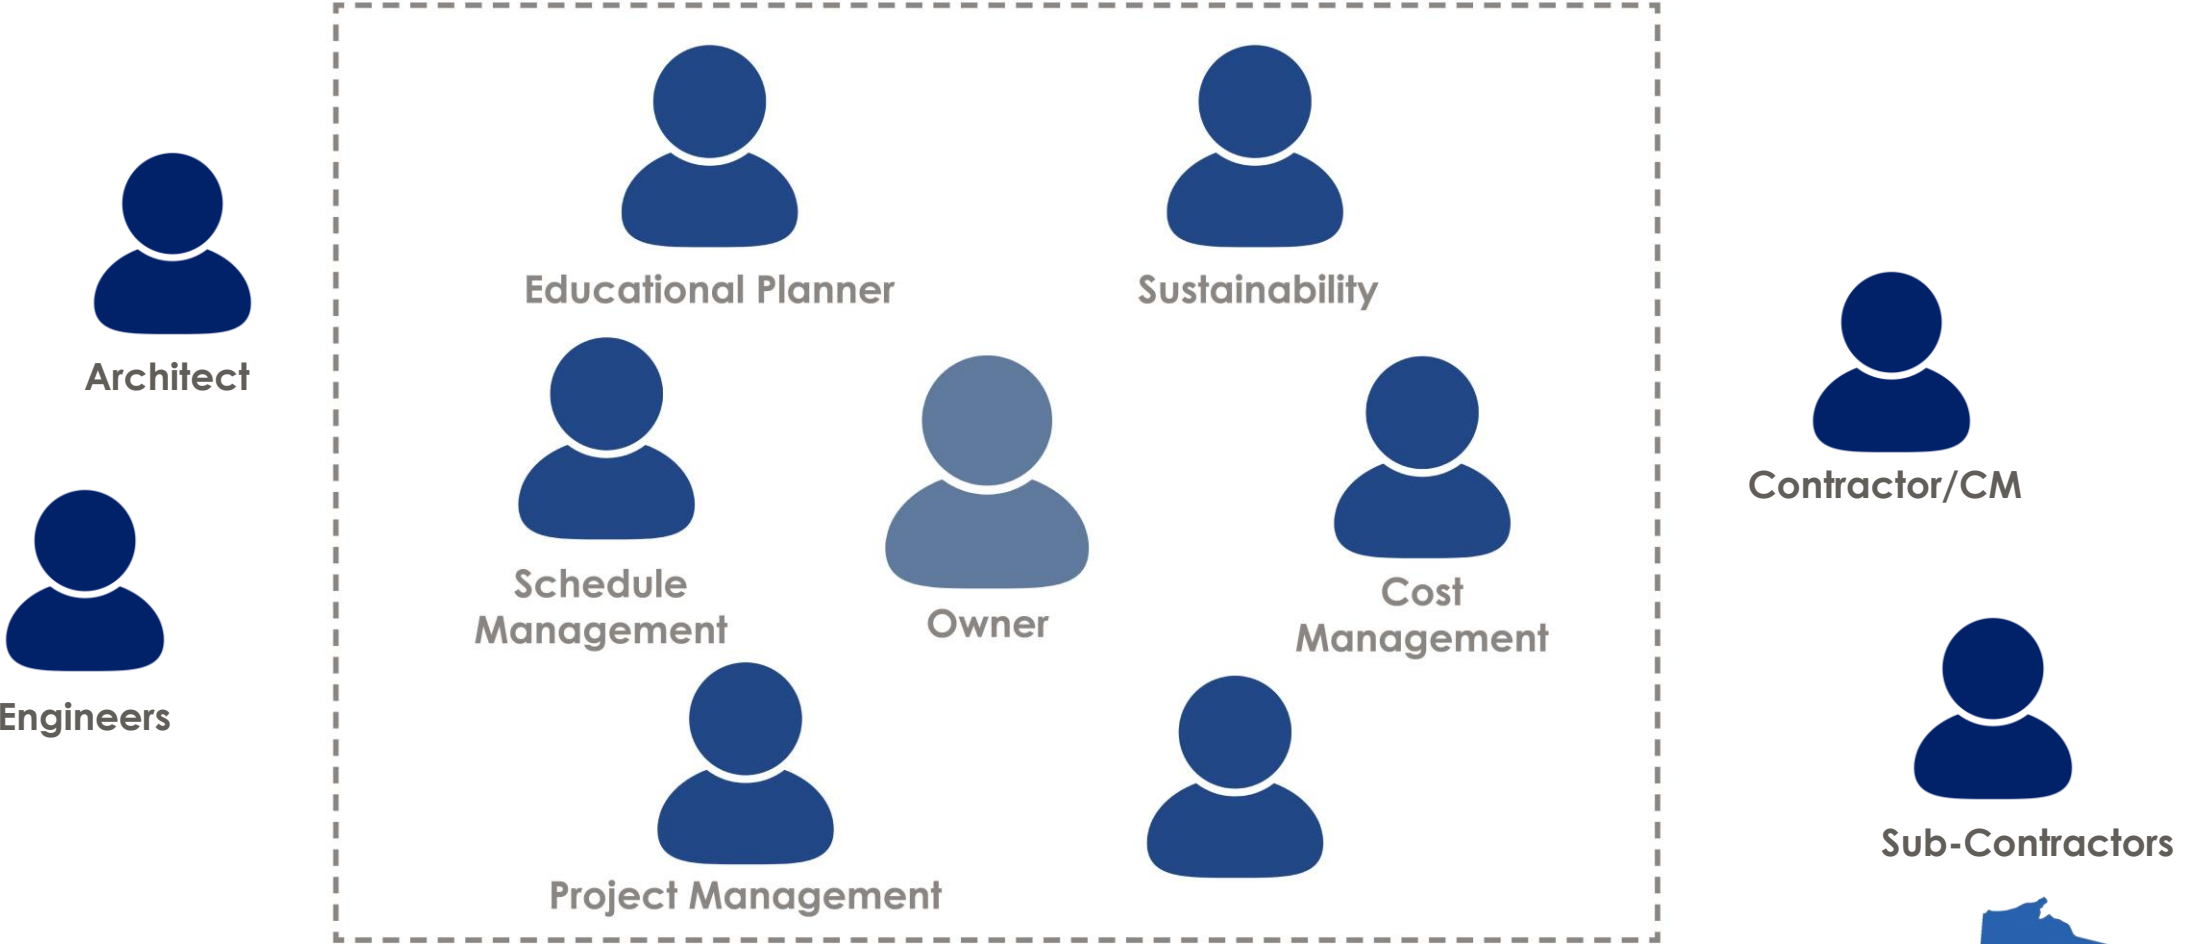 Educational Planner
Sustainability
Architect
Contractor/CM
Schedule
Management
Owner
Cost
Management
Engineers
Sub-Contractors
Project Management